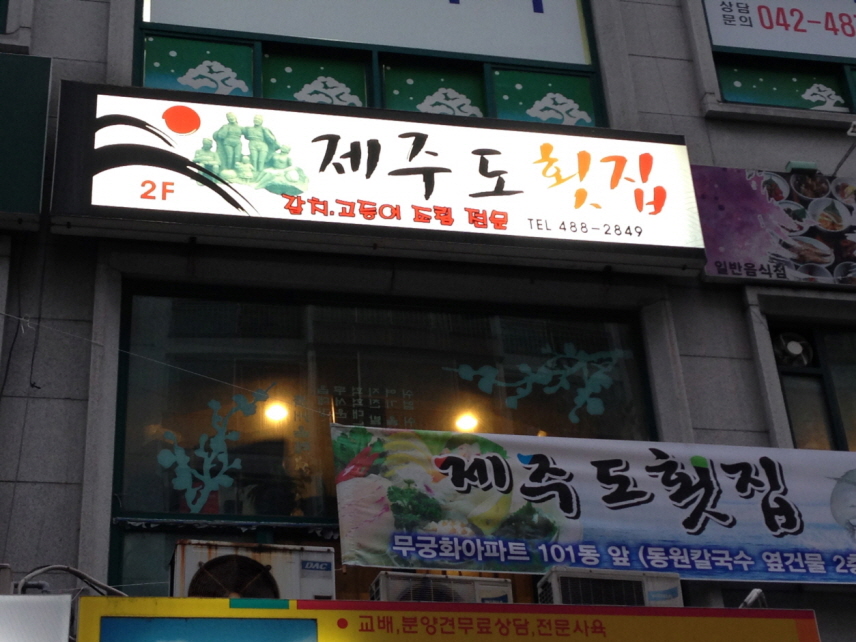 상담
문의 042-48
제주도횟집
2F
갈치.고등어 조림 전문 TEL 488-2849
일반음식점
제주도횟집
무궁화아파트 101동 앞 (동원칼국수 옆건물 2층
● 교배,분양견무료상담,전문사육